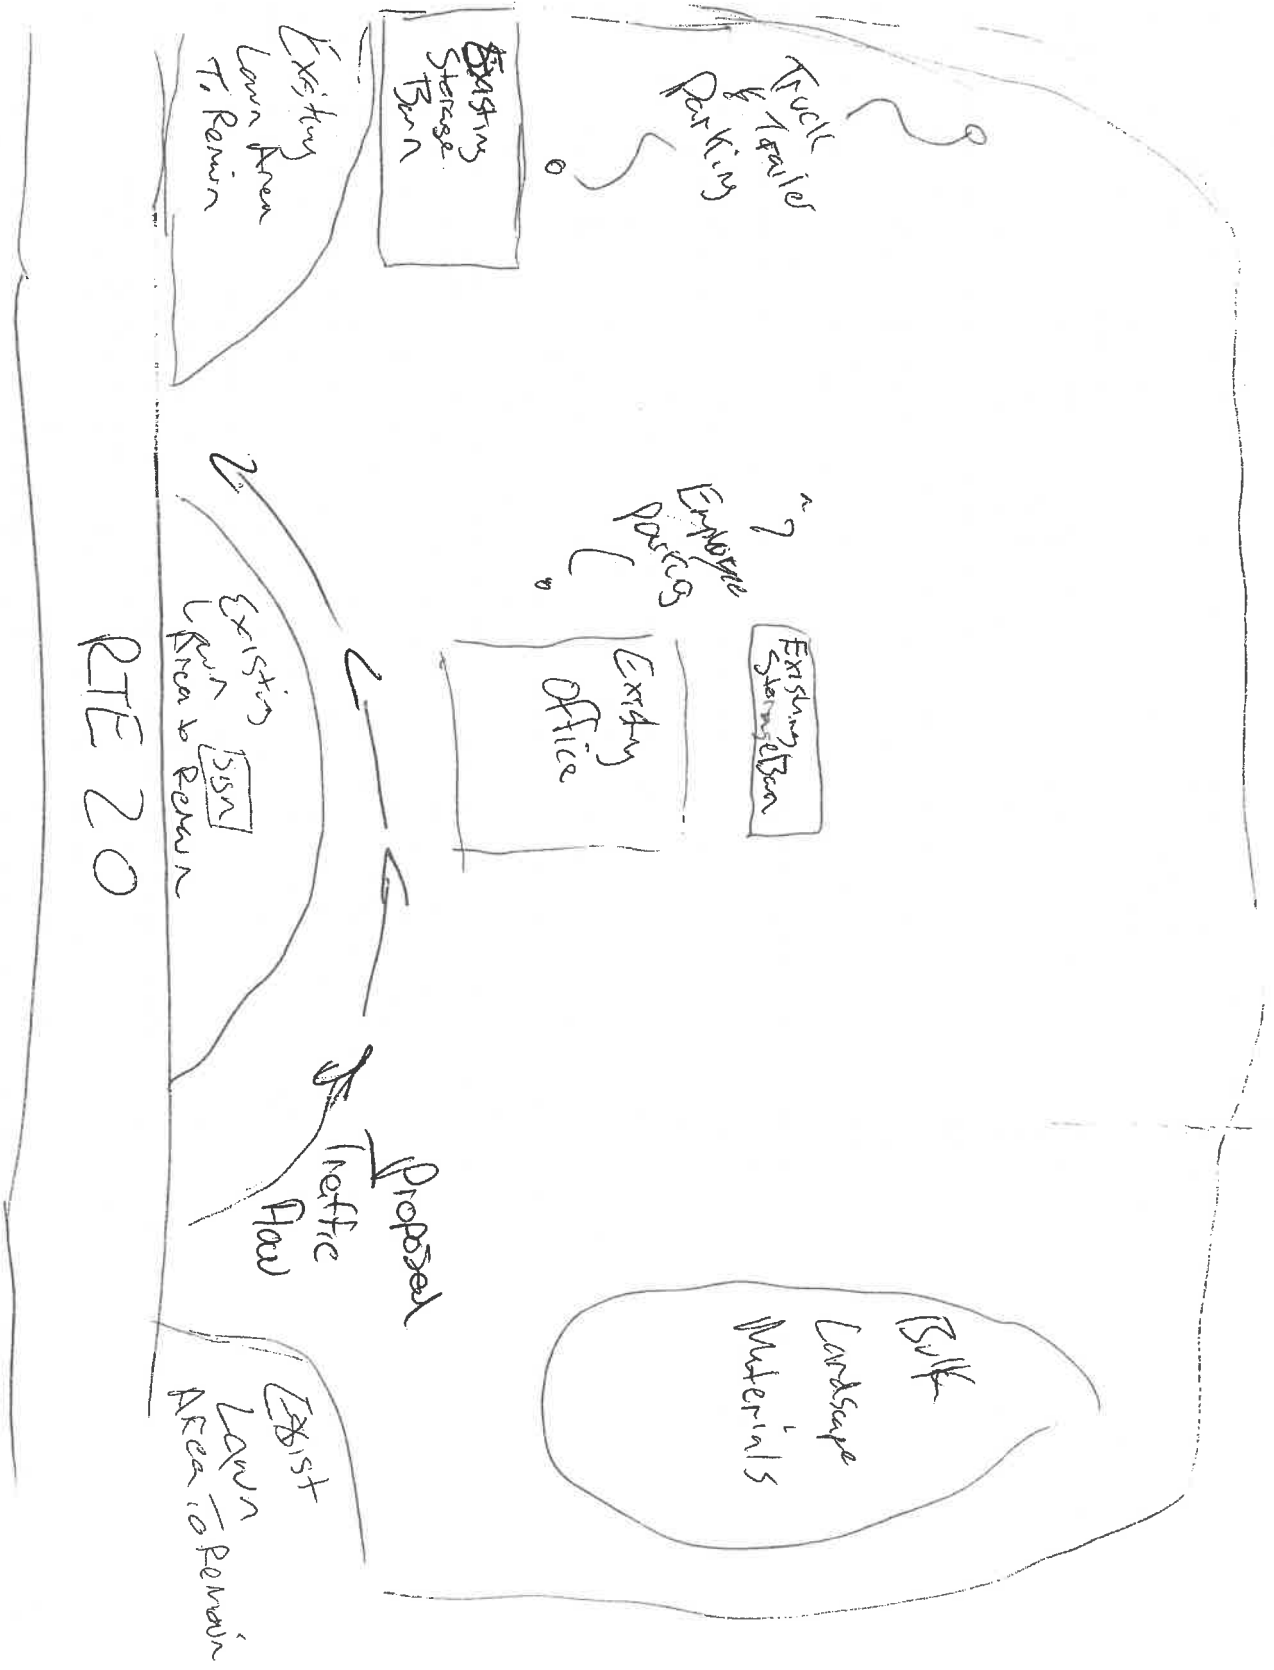 Truck
& Trailer
Parking
Bulk
Landscape
Materials
Existing
Storage Barn
Employee
Parking
Existing
Office
Existing
Storage
Barn
Proposed
Traffic
Flow
Existing
Lawn Area
To Remain
Existing
Lawn
Area to Remain
Sign
Exist
Lawn
Area To Remain
RTE 20